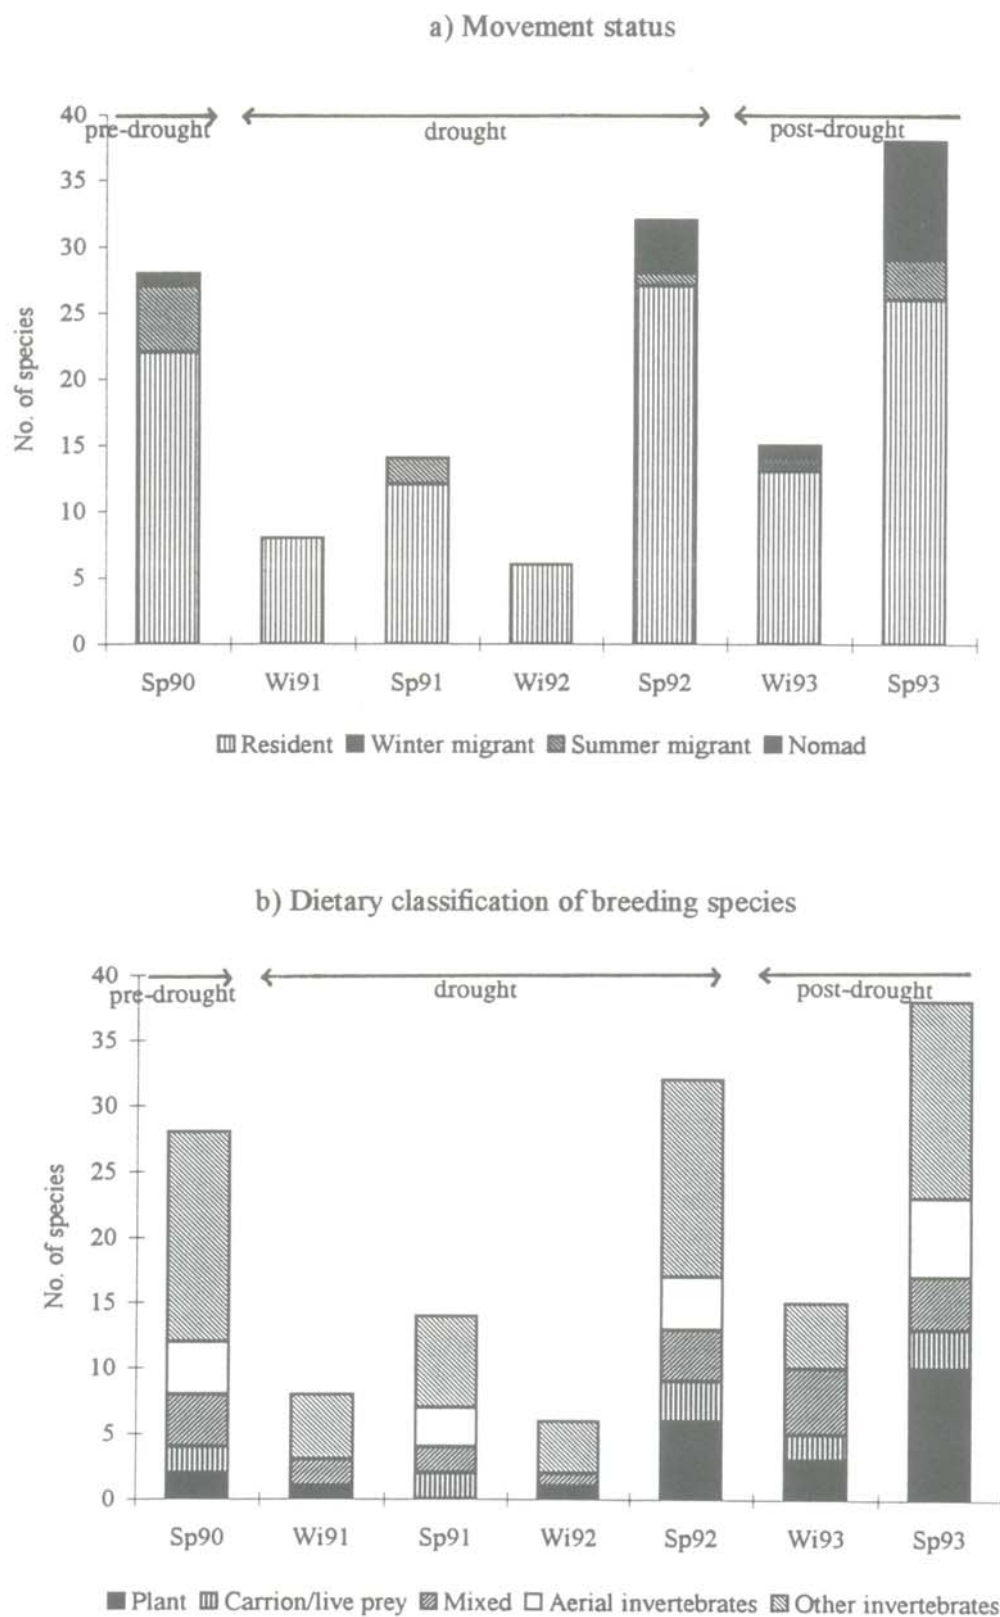 a) Movement status
40
pre-drought
drought
post-drought
35
30
25
20
15
10
5
0
No. of species
Sp90 Wi91 Sp91 Wi92 Sp92 Wi93 Sp93
Resident Winter migrant Summer migrant Nomad
b) Dietary classification of breeding species
40
pre-drought
drought
post-drought
35
30
25
20
15
10
5
0
No. of species
Sp90 Wi91 Sp91 Wi92 Sp92 Wi93 Sp93
Plant Carrion/live prey Mixed Aerial invertebrates Other invertebrates